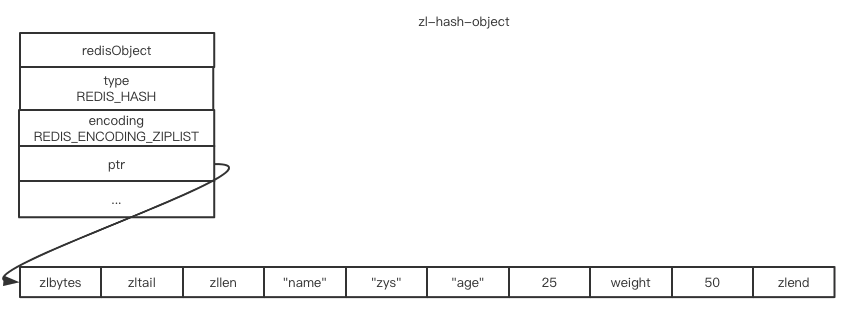 zl-hash-object
redisObject
type
REDIS_HASH
encoding
REDIS_ENCODING_ZIPLIST
ptr
...
zlbytes zltail zllen "name" "zys" "age" 25 weight 50 zlend